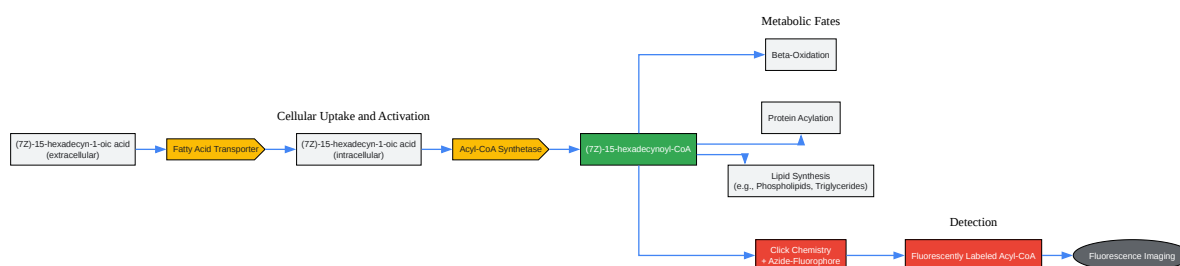 Metabolic Fates
Beta-Oxidation
Cellular Uptake and Activation
Protein Acylation
(7Z)-15-hexadecyn-1-oic acid
(extracellular)
Fatty Acid Transporter
(7Z)-15-hexadecyn-1-oic acid
(intracellular)
Acyl-CoA Synthetase
(7Z)-15-hexadecynoyl-CoA
Lipid Synthesis
(e.g., Phospholipids, Triglycerides)
Detection
Click Chemistry
+ Azide-Fluorophore
Fluorescently Labeled Acyl-CoA
Fluorescence Imaging